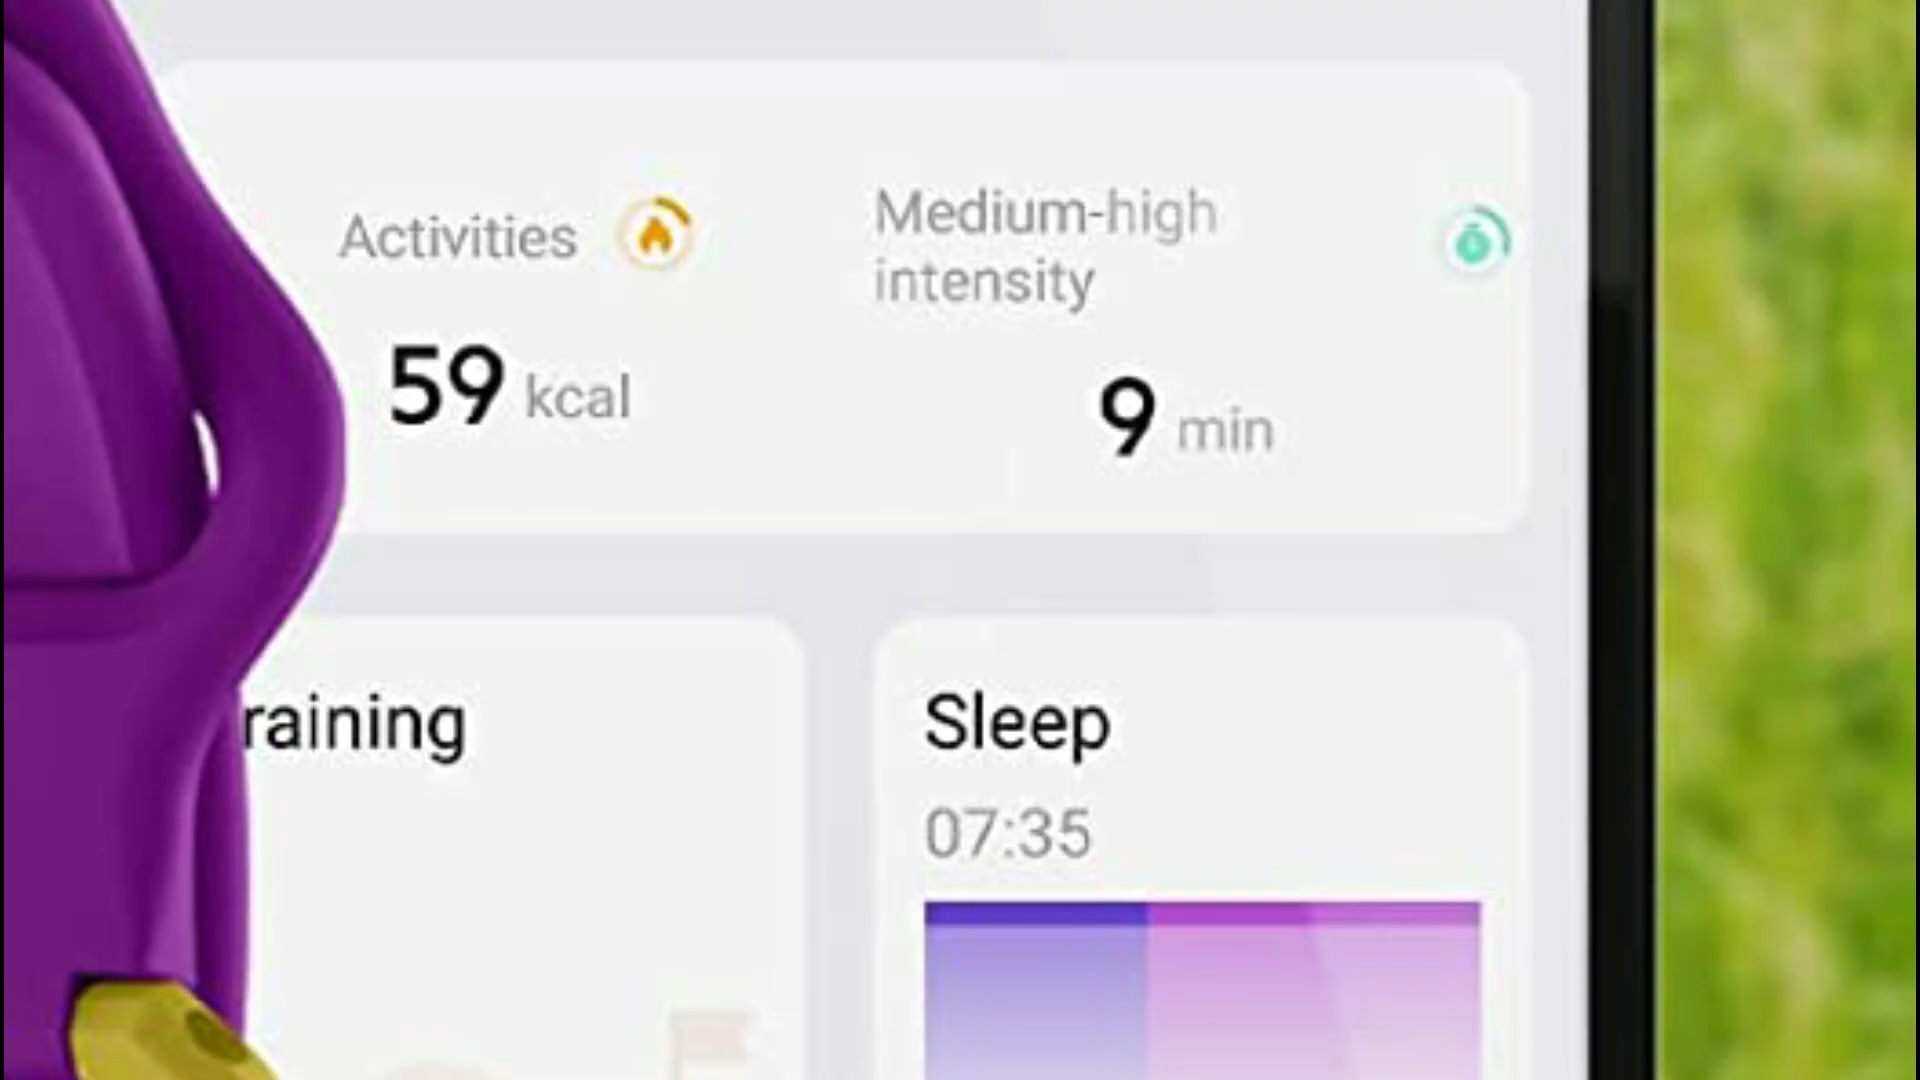 Activities
Medium-high
intensity
59 kcal
9 min
raining
Sleep
07:35